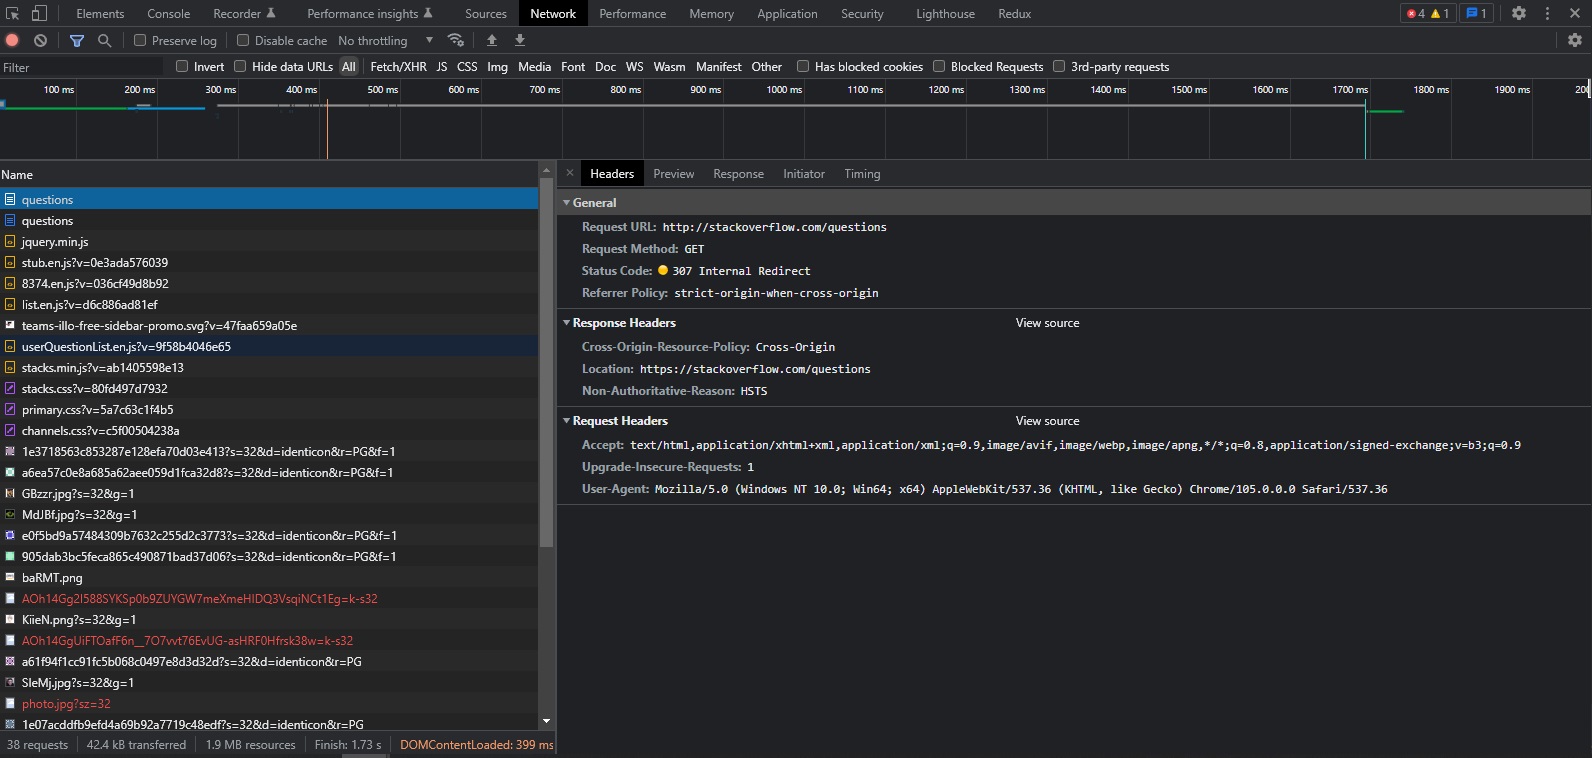 Elements Console Recorder Performance insights Sources Network Performance Memory Application Security Lighthouse Redux 4 1 1
Preserve log Disable cache No throttling
Filter Invert Hide data URLs All Fetch/XHR JS CSS Img Media Font Doc WS Wasm Manifest Other Has blocked cookies Blocked Requests 3rd-party requests
100 ms 200 ms 300 ms 400 ms 500 ms 600 ms 700 ms 800 ms 900 ms 1000 ms 1100 ms 1200 ms 1300 ms 1400 ms 1500 ms 1600 ms 1700 ms 1800 ms 1900 ms 200
Name
questions
questions
jquery.min.js
stub.en.js?v=0e3ada576039
8374.en.js?v=036cf49d8b92
list.en.js?v=d6c886ad81ef
teams-illo-free-sidebar-promo.svg?v=47faa659a05e
userQuestionList.en.js?v=9f58b4046e65
stacks.min.js?v=ab1405598e13
stacks.css?v=80fd497d7932
primary.css?v=5a7c63c1f4b5
channels.css?v=c5f00504238a
1e3718563c853287e128efa70d03e413?s=32&d=identicon&r=PG&f=1
a6ea57c0e8a685a62aee059d1fca32d8?s=32&d=identicon&r=PG&f=1
GBzzr.jpg?s=32&g=1
MdJBf.jpg?s=32&g=1
e0f5bd9a57484309b7632c255d2c3773?s=32&d=identicon&r=PG&f=1
905dab3bc5feca865c490871bad37d06?s=32&d=identicon&r=PG&f=1
baRMT.png
AOh14Gg2I588SYKSp0b9ZUYGW7meXmeHIDQ3VsqiNCt1Eg=k-s32
KiieN.png?s=32&g=1
AOh14GgUiFTOafF6n__7O7vvt76EvUG-asHRF0Hfrsk38w=k-s32
a61f94f1cc91fc5b068c0497e8d3d32d?s=32&d=identicon&r=PG
SleMj.jpg?s=32&g=1
photo.jpg?sz=32
1e07acddfb9efd4a69b92a7719c48edf?s=32&d=identicon&r=PG
38 requests 42.4 kB transferred 1.9 MB resources Finish: 1.73 s DOMContentLoaded: 399 ms
Headers Preview Response Initiator Timing
General
Request URL: http://stackoverflow.com/questions
Request Method: GET
Status Code: 307 Internal Redirect
Referrer Policy: strict-origin-when-cross-origin
Response Headers View source
Cross-Origin-Resource-Policy: Cross-Origin
Location: https://stackoverflow.com/questions
Non-Authoritative-Reason: HSTS
Request Headers View source
Accept: text/html,application/xhtml+xml,application/xml;q=0.9,image/avif,image/webp,image/apng,*/*;q=0.8,application/signed-exchange;v=b3;q=0.9
Upgrade-Insecure-Requests: 1
User-Agent: Mozilla/5.0 (Windows NT 10.0; Win64; x64) AppleWebKit/537.36 (KHTML, like Gecko) Chrome/105.0.0.0 Safari/537.36